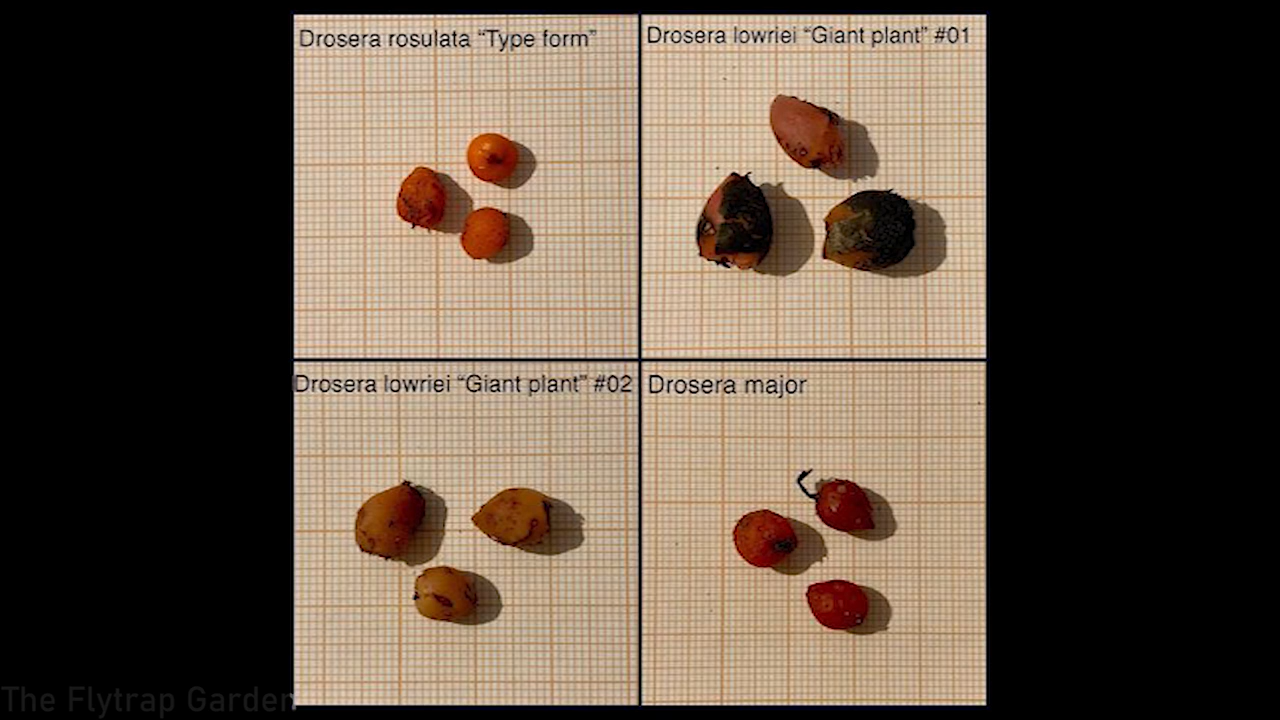 Drosera rosulata “Type form”
Drosera lowriei “Giant plant” #01
Drosera lowriei “Giant plant” #02
Drosera major
The Flytrap Garden